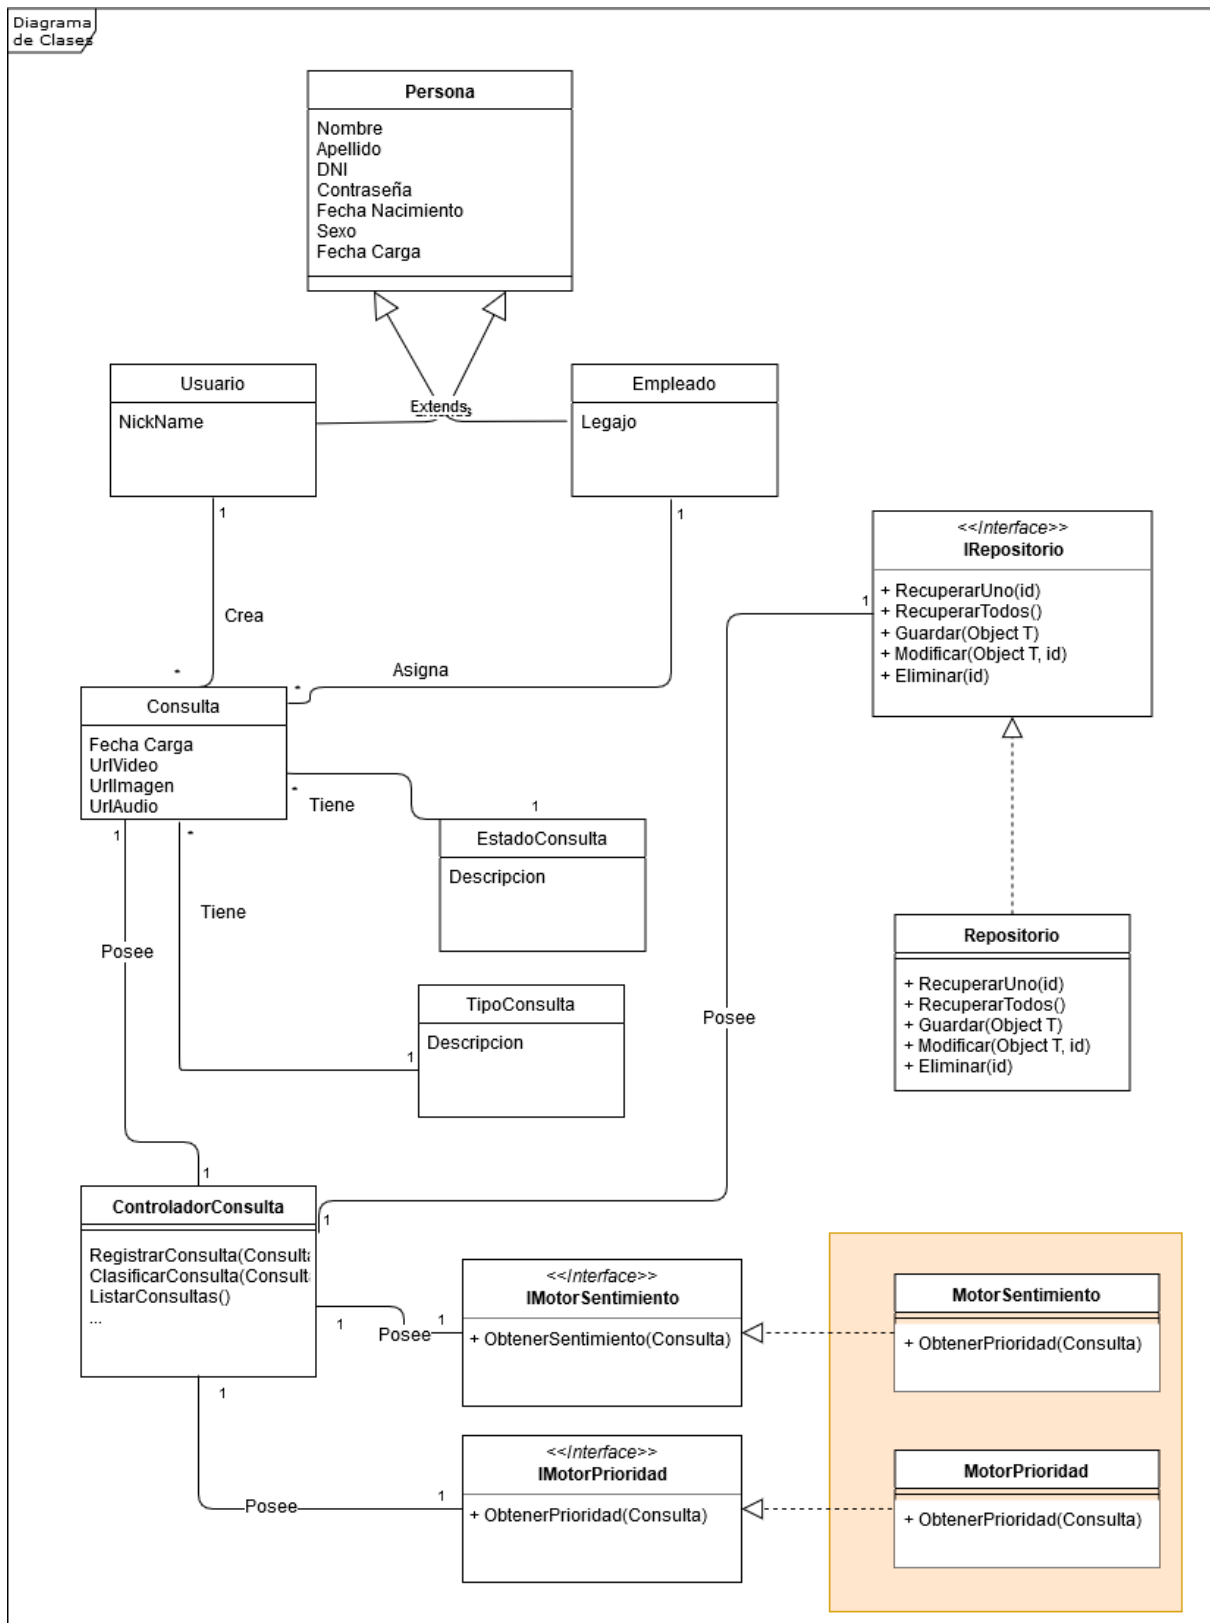 Diagrama
de Clases
Persona
Nombre
Apellido
DNI
Contraseña
Fecha Nacimiento
Sexo
Fecha Carga
Usuario
NickName
Extends
Empleado
Legajo
1
1
<<Interface>>
IRepositorio
+ RecuperarUno(id)
+ RecuperarTodos()
+ Guardar(Object T)
+ Modificar(Object T, id)
+ Eliminar(id)
1
Crea
Asigna
*
*
Consulta
Fecha Carga
UrlVideo
UrlImagen
UrlAudio
*
Tiene
1
1
*
EstadoConsulta
Descripcion
Tiene
Posee
Repositorio
+ RecuperarUno(id)
+ RecuperarTodos()
+ Guardar(Object T)
+ Modificar(Object T, id)
+ Eliminar(id)
TipoConsulta
Descripcion
1
Posee
1
ControladorConsulta
RegistrarConsulta(Consulta
ClasificarConsulta(Consult
ListarConsultas()
...
1
1
Posee
1
<<Interface>>
IMotorSentimiento
+ ObtenerSentimiento(Consulta)
MotorSentimiento
+ ObtenerPrioridad(Consulta)
1
Posee
1
<<Interface>>
IMotorPrioridad
+ ObtenerPrioridad(Consulta)
MotorPrioridad
+ ObtenerPrioridad(Consulta)